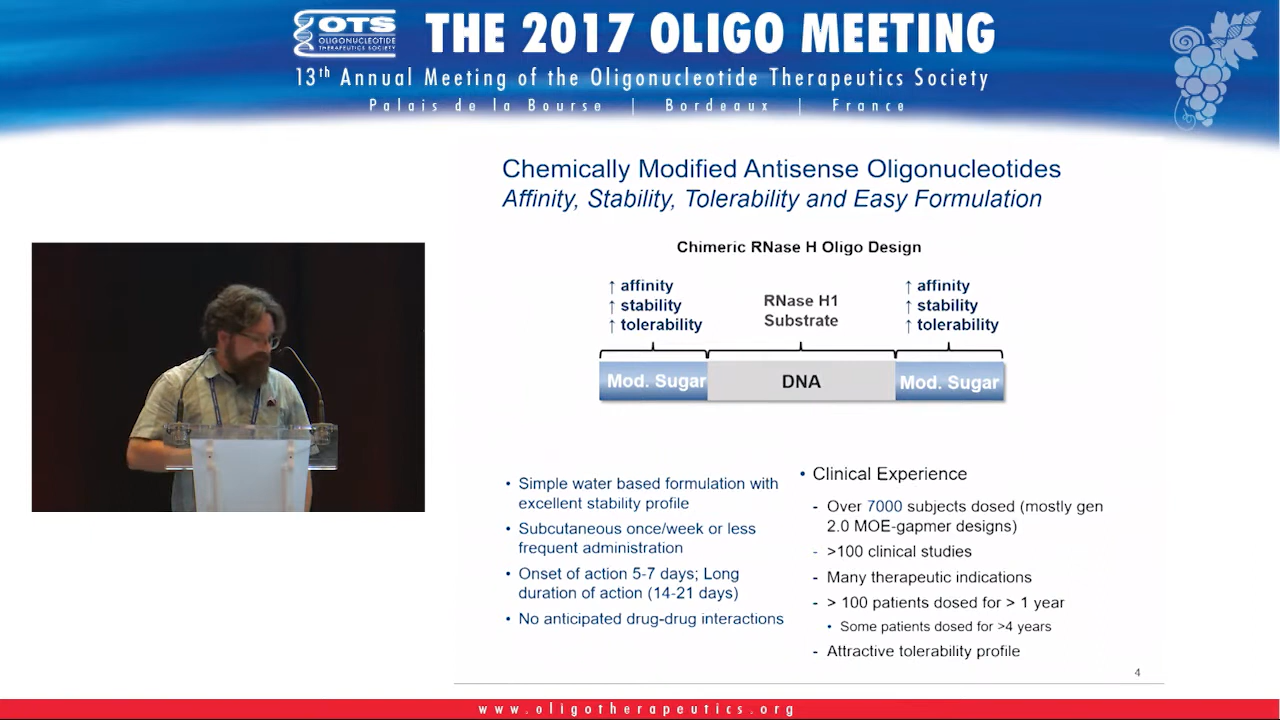 OTS
OLIGONUCLEOTIDE
THERAPEUTICS SOCIETY
THE 2017 OLIGO MEETING
13th Annual Meeting of the Oligonucleotide Therapeutics Society
Palais de la Bourse | Bordeaux | France
Chemically Modified Antisense Oligonucleotides
Affinity, Stability, Tolerability and Easy Formulation
Chimeric RNase H Oligo Design
↑ affinity
↑ stability
↑ tolerability
RNase H1
Substrate
↑ affinity
↑ stability
↑ tolerability
Mod. Sugar
DNA
Mod. Sugar
• Simple water based formulation with
excellent stability profile
• Subcutaneous once/week or less
frequent administration
• Onset of action 5-7 days; Long
duration of action (14-21 days)
• No anticipated drug-drug interactions
• Clinical Experience
- Over 7000 subjects dosed (mostly gen
2.0 MOE-gapmer designs)
- >100 clinical studies
- Many therapeutic indications
- > 100 patients dosed for > 1 year
• Some patients dosed for >4 years
- Attractive tolerability profile
4
www.oligotherapeutics.org